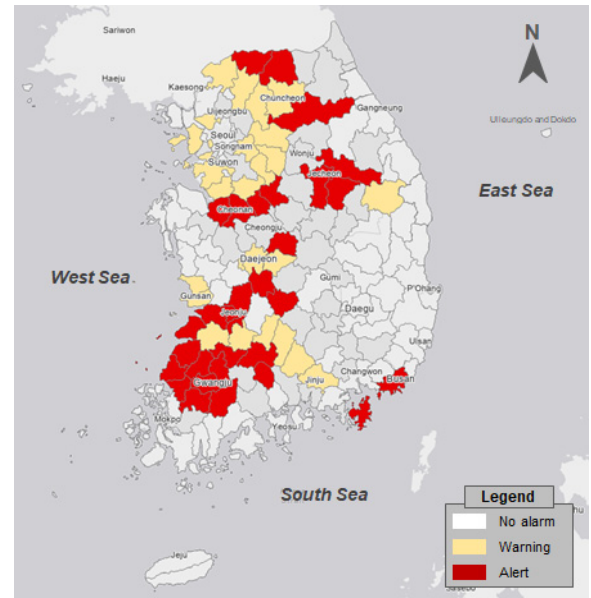 Sariwon
N
Haeju
Kaesong
Chuncheon
Gangneung
Uijeongbu
Ulleungdo and Dokdo
Seoul
Songnam
Wonju
Suwon
Jecheon
East Sea
Cheonan
Cheongju
Daejeon
West Sea
Gumi
Gunsan
P'Ohang
Jeonju
Daegu
Ulsan
Changwon
Gwangju
Jinju
Busan
Mokpo
Yeosu
South Sea
Legend
No alarm
Warning
Alert
Jeju